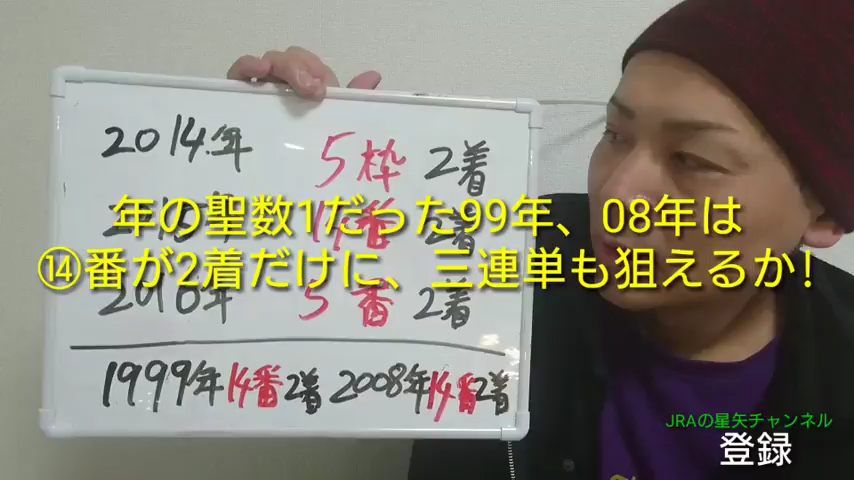 2014年 5枠 2着
年の聖数1だった99年、08年は
⑭番が2着だけに、三連単も狙えるか!
2016年 5番 2着
1999年14番2着 2008年14番2着
JRAの星矢チャンネル
登録